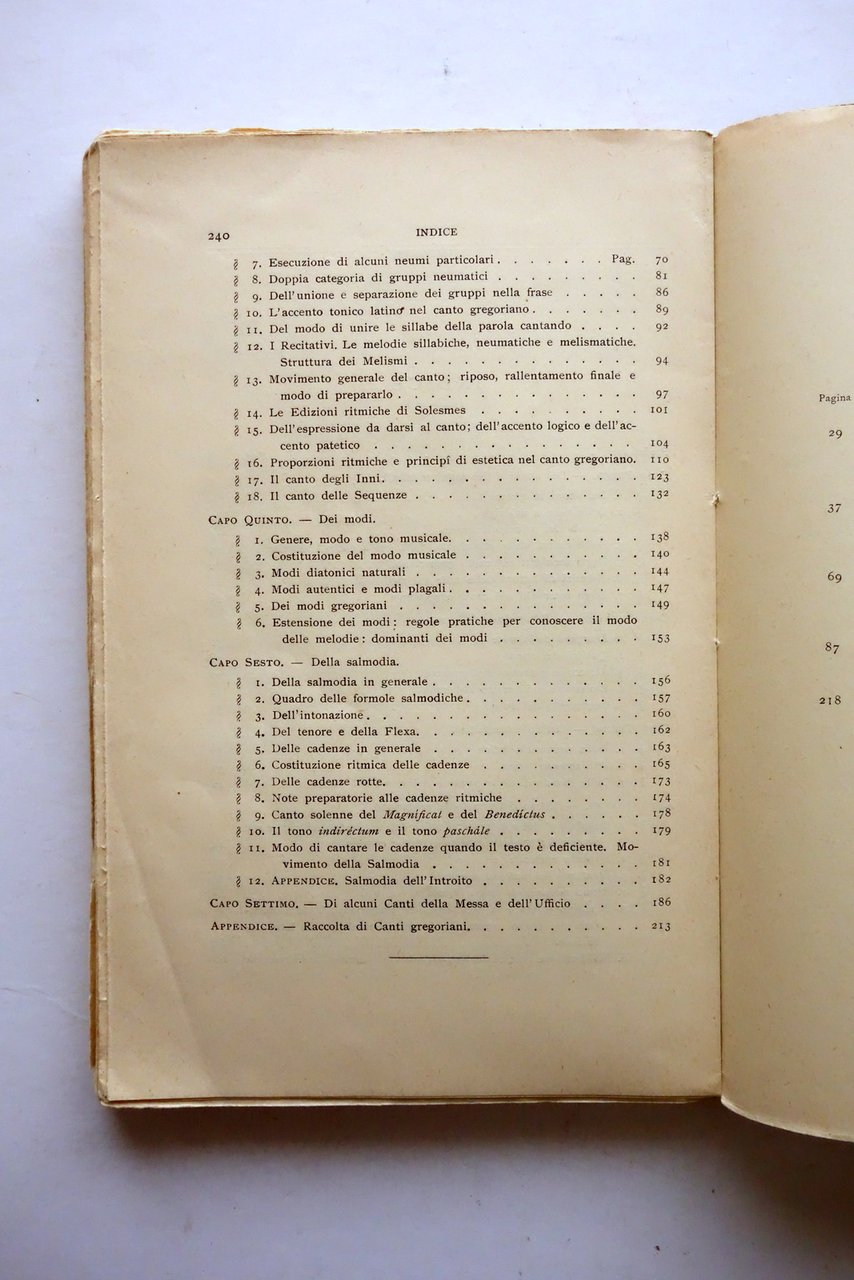 240 INDICE
§ 7. Esecuzione di alcuni neumi particolari . . . . . . . Pag. 70
§ 8. Doppia categoria di gruppi neumatici . . . . . . . . . 81
§ 9. Dell'unione e separazione dei gruppi nella frase . . . . . 86
§ 10. L'accento tonico latino nel canto gregoriano . . . . . . . 89
§ 11. Del modo di unire le sillabe della parola cantando . . . . 92
§ 12. I Recitativi. Le melodie sillabiche, neumatiche e melismatiche.
Struttura dei Melismi . . . . . . . . . . . . . 94
§ 13. Movimento generale del canto; riposo, rallentamento finale e
modo di prepararlo . . . . . . . . . . . . . . 97
§ 14. Le Edizioni ritmiche di Solesmes . . . . . . . . . . 101
§ 15. Dell'espressione da darsi al canto; dell'accento logico e dell'ac-
cento patetico . . . . . . . . . . . . . . . . 104
§ 16. Proporzioni ritmiche e principî di estetica nel canto gregoriano. 110
§ 17. Il canto degli Inni. . . . . . . . . . . . . . . . 123
§ 18. Il canto delle Sequenze . . . . . . . . . . . . . . 132
CAPO QUINTO. — Dei modi.
§ 1. Genere, modo e tono musicale. . . . . . . . . . . . 138
§ 2. Costituzione del modo musicale . . . . . . . . . . . 140
§ 3. Modi diatonici naturali . . . . . . . . . . . . . . 144
§ 4. Modi autentici e modi plagali . . . . . . . . . . . . 147
§ 5. Dei modi gregoriani . . . . . . . . . . . . . . . 149
§ 6. Estensione dei modi: regole pratiche per conoscere il modo
delle melodie: dominanti dei modi . . . . . . . . . 153
CAPO SESTO. — Della salmodia.
§ 1. Della salmodia in generale . . . . . . . . . . . . . 156
§ 2. Quadro delle formole salmodiche . . . . . . . . . . . 157
§ 3. Dell'intonazione . . . . . . . . . . . . . . . . . 160
§ 4. Del tenore e della Flexa. . . . . . . . . . . . . . 162
§ 5. Delle cadenze in generale . . . . . . . . . . . . . 163
§ 6. Costituzione ritmica delle cadenze . . . . . . . . . . 165
§ 7. Delle cadenze rotte. . . . . . . . . . . . . . . . 173
§ 8. Note preparatorie alle cadenze ritmiche . . . . . . . . 174
§ 9. Canto solenne del Magníficat e del Benedíctus . . . . . . 178
§ 10. Il tono indiréctum e il tono paschále . . . . . . . . . 179
§ 11. Modo di cantare le cadenze quando il testo è deficiente. Mo-
vimento della Salmodia . . . . . . . . . . . . 181
§ 12. APPENDICE. Salmodia dell'Introito . . . . . . . . . . 182
CAPO SETTIMO. — Di alcuni Canti della Messa e dell'Ufficio . . . . 186
APPENDICE. — Raccolta di Canti gregoriani. . . . . . . . . . . 213
Pagina
29
37
69
87
218